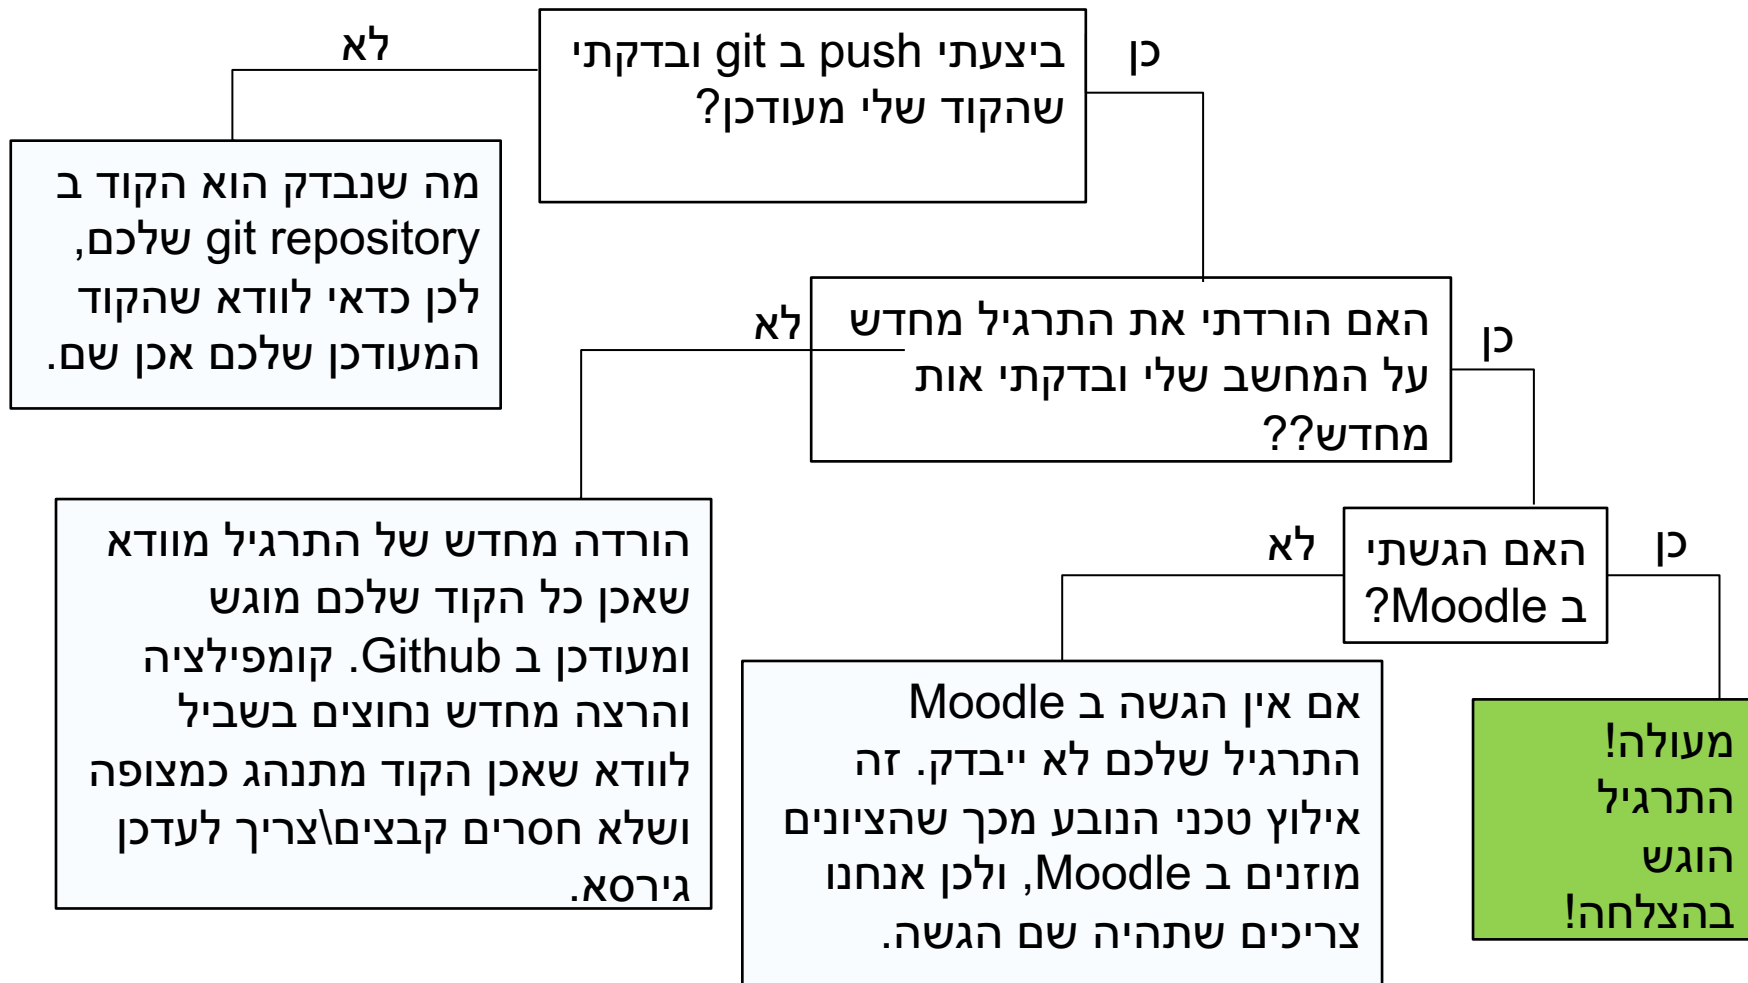 לא
ביצעתי push ב git ובדקתי
שהקוד שלי מעודכן?
כן
מה שנבדק הוא הקוד ב
git repository שלכם,
לכן כדאי לוודא שהקוד
המעודכן שלכם אכן שם.
לא
האם הורדתי את התרגיל מחדש
על המחשב שלי ובדקתי אות
מחדש??
כן
הורדה מחדש של התרגיל מוודא
שאכן כל הקוד שלכם מוגש
ומעודכן ב Github. קומפילציה
והרצה מחדש נחוצים בשביל
לוודא שאכן הקוד מתנהג כמצופה
ושלא חסרים קבצים\צריך לעדכן
גירסא.
לא
האם הגשתי
ב Moodle?
כן
אם אין הגשה ב Moodle
התרגיל שלכם לא ייבדק. זה
אילוץ טכני הנובע מכך שהציונים
מוזנים ב Moodle, ולכן אנחנו
צריכים שתהיה שם הגשה.
מעולה!
התרגיל
הוגש
בהצלחה!